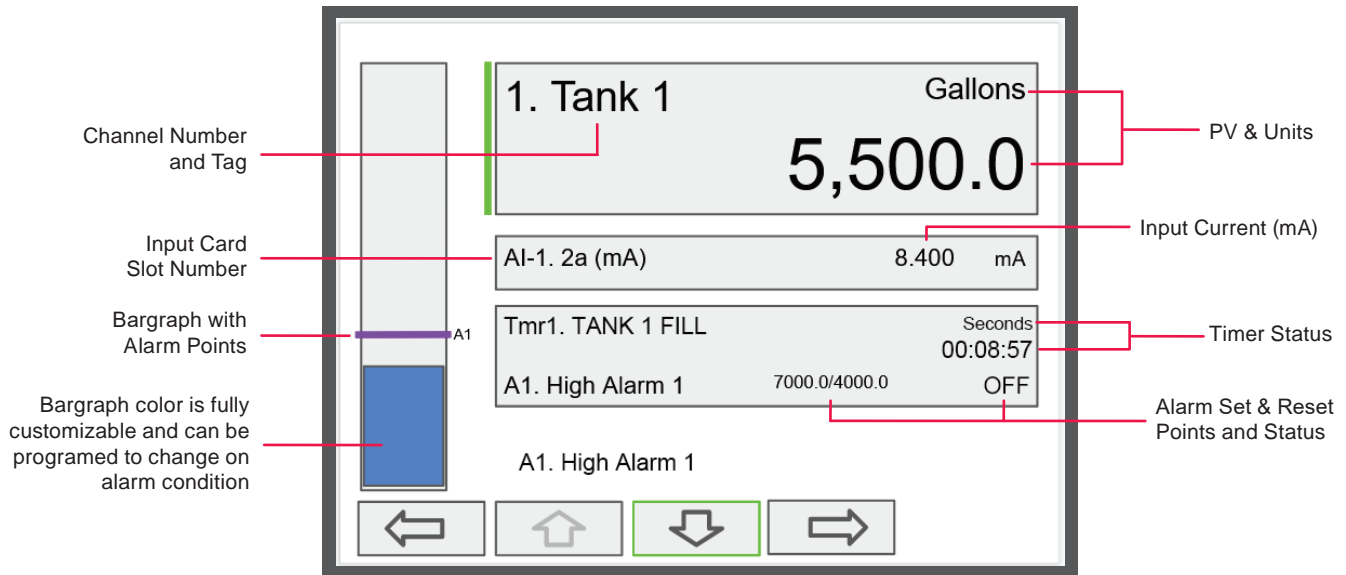 Channel Number
and Tag
Input Card
Slot Number
Bargraph with
Alarm Points
Bargraph color is fully
customizable and can be
programed to change on
alarm condition
A1
1. Tank 1
Gallons
5,500.0
AI-1. 2a (mA) 8.400 mA
Tmr1. TANK 1 FILL
Seconds
00:08:57
A1. High Alarm 1 7000.0/4000.0 OFF
A1. High Alarm 1
PV & Units
Input Current (mA)
Timer Status
Alarm Set & Reset
Points and Status